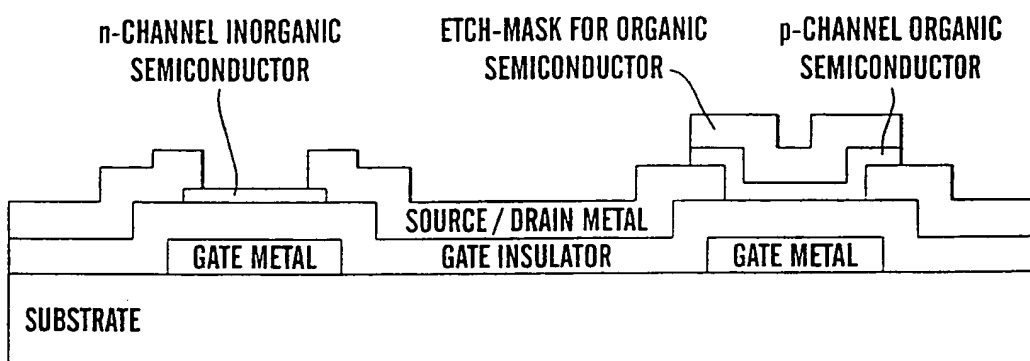 n-CHANNEL INORGANIC
SEMICONDUCTOR
ETCH-MASK FOR ORGANIC
SEMICONDUCTOR
p-CHANNEL ORGANIC
SEMICONDUCTOR
SOURCE / DRAIN METAL
GATE METAL
GATE INSULATOR
GATE METAL
SUBSTRATE